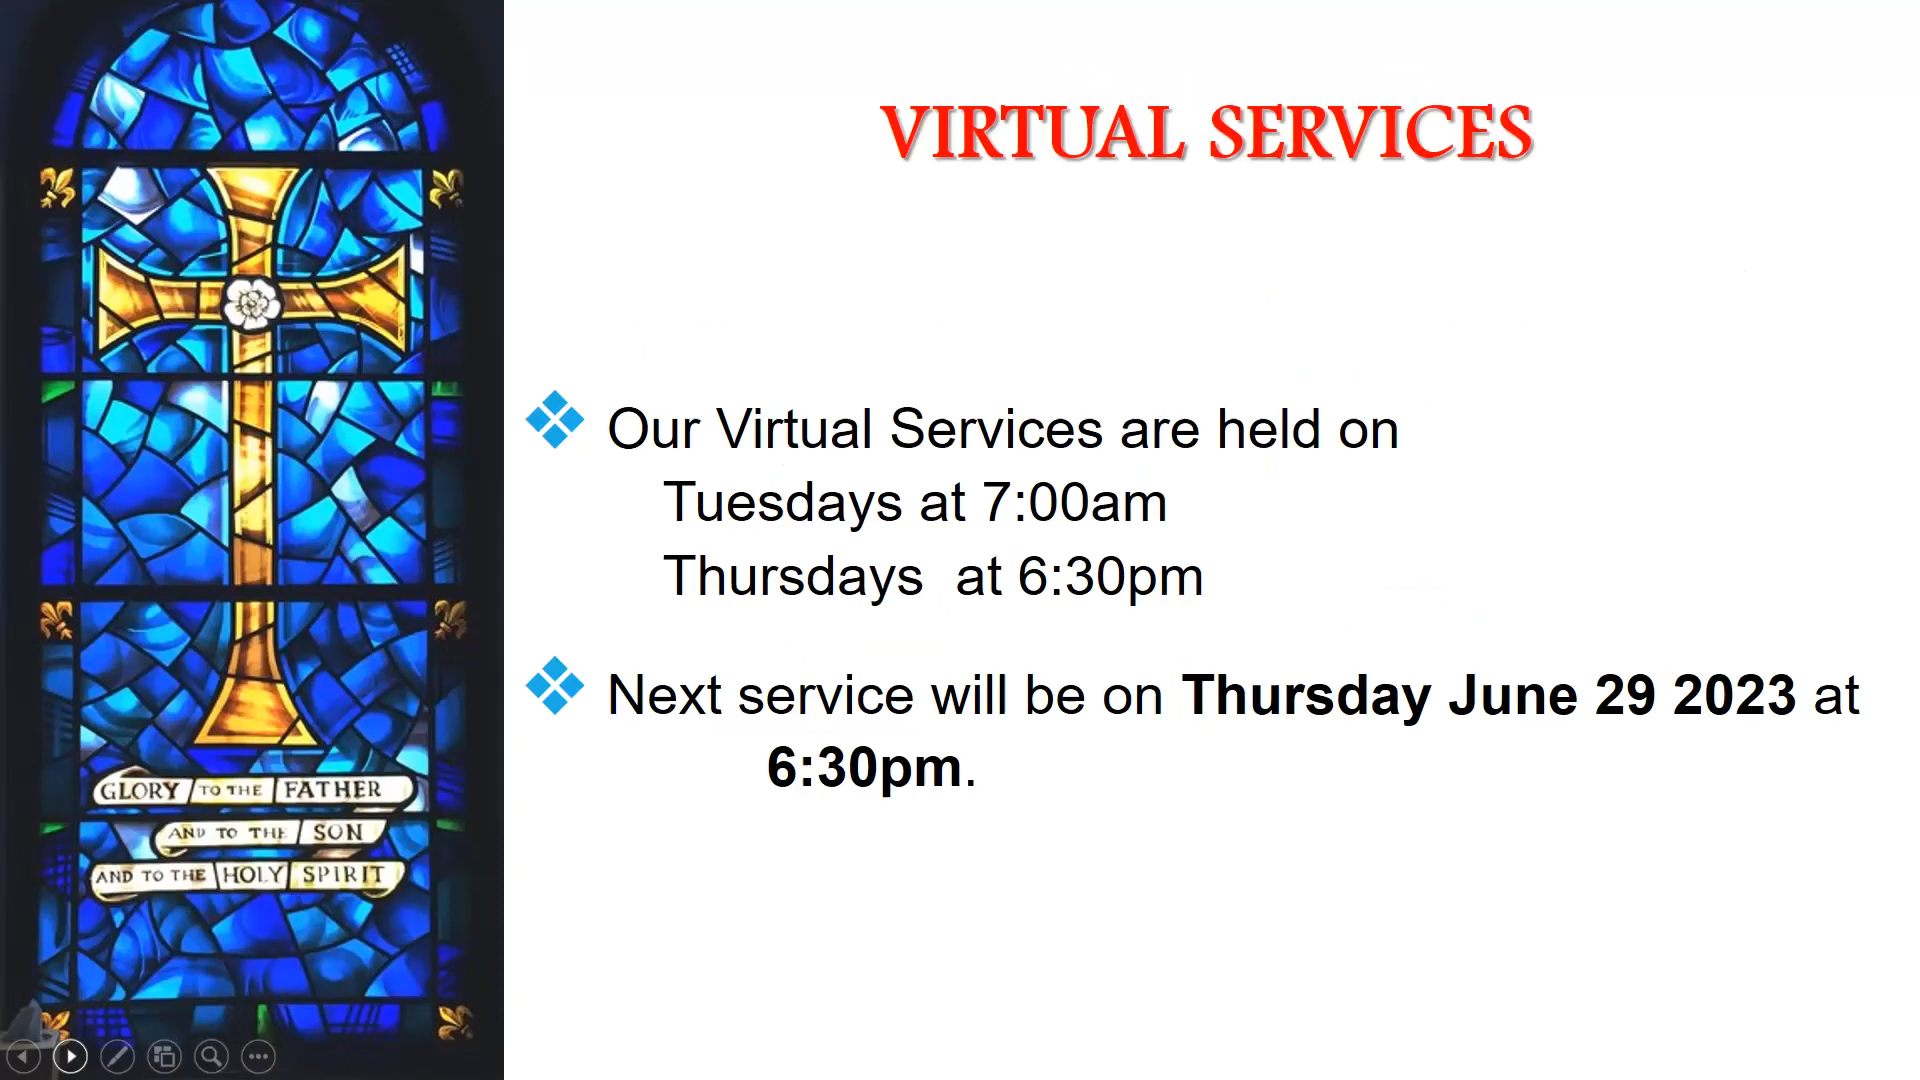 VIRTUAL SERVICES
Our Virtual Services are held on
Tuesdays at 7:00am
Thursdays at 6:30pm
Next service will be on Thursday June 29 2023 at
6:30pm.
GLORY TO THE FATHER
AND TO THE SON
AND TO THE HOLY SPIRIT